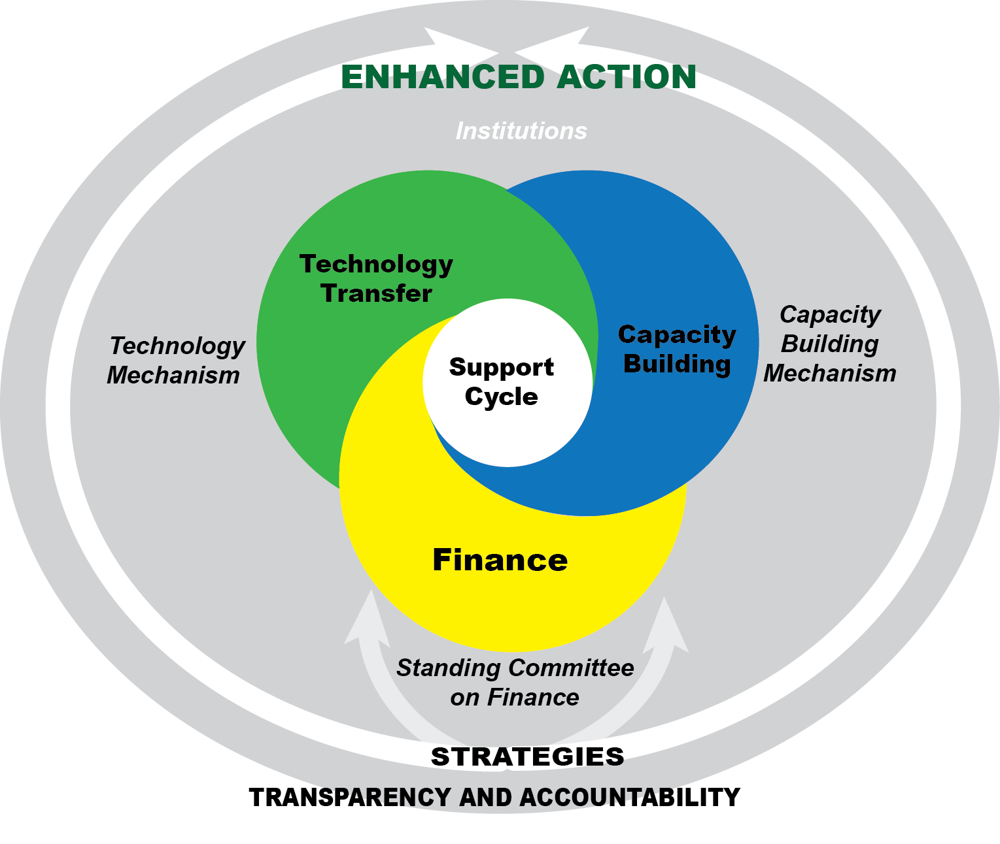 ENHANCED ACTION
Institutions
Technology
Transfer
Capacity
Building
Support
Cycle
Technology
Mechanism
Capacity
Building
Mechanism
Finance
Standing Committee
on Finance
STRATEGIES
TRANSPARENCY AND ACCOUNTABILITY